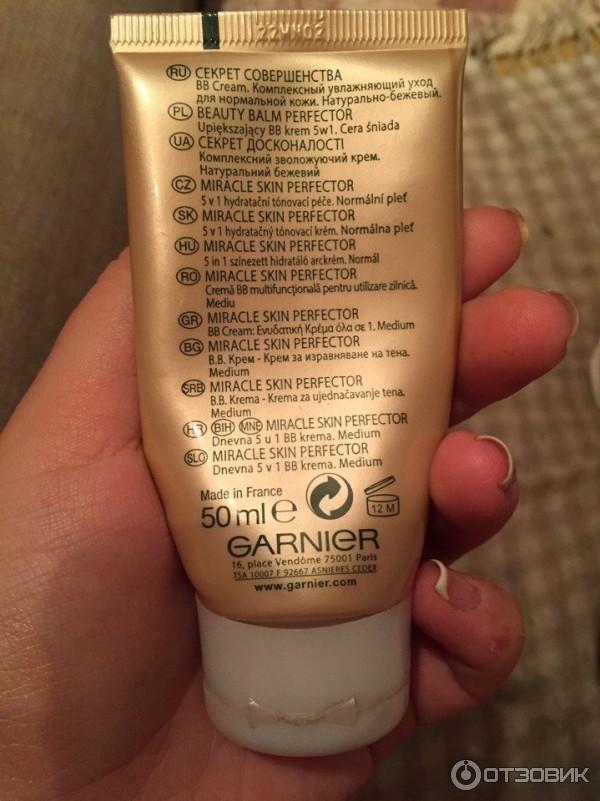 RU СЕКРЕТ СОВЕРШЕНСТВА
BB Cream. Комплексный увлажняющий уход
для нормальной кожи. Натурально-бежевый.
PL BEAUTY BALM PERFECTOR
Upiększający BB krem 5w1. Cera śniada
UA СЕКРЕТ ДОСКОНАЛОСТІ
Комплексний зволожуючий крем.
Натуральний бежевий
CZ MIRACLE SKIN PERFECTOR
5 v 1 hydratační tónovací péče. Normální pleť
SK MIRACLE SKIN PERFECTOR
5 v 1 hydratačný tónovací krém. Normálna pleť
HU MIRACLE SKIN PERFECTOR
5 in 1 színezett hidratáló arckrém. Normál
RO MIRACLE SKIN PERFECTOR
Cremă BB multifuncțională pentru utilizare zilnică.
Mediu
GR MIRACLE SKIN PERFECTOR
BB Cream: Ενυδατική Κρέμα όλα σε 1. Medium
BG MIRACLE SKIN PERFECTOR
B.B. Крем - Крем за изравняване на тена.
Medium
SRB MIRACLE SKIN PERFECTOR
B.B. Krema - Krema za ujednačavanje tena.
Medium
HR BIH MNE MIRACLE SKIN PERFECTOR
Dnevna 5 u 1 BB krema. Medium
SLO MIRACLE SKIN PERFECTOR
Dnevna 5 v 1 BB krema. Medium
Made in France
50 ml e
12 M
GARNIER
16, place Vendôme 75001 Paris
TSA 10007 F 92667 ASNIERES CEDEX
www.garnier.com
ОТЗОВИК